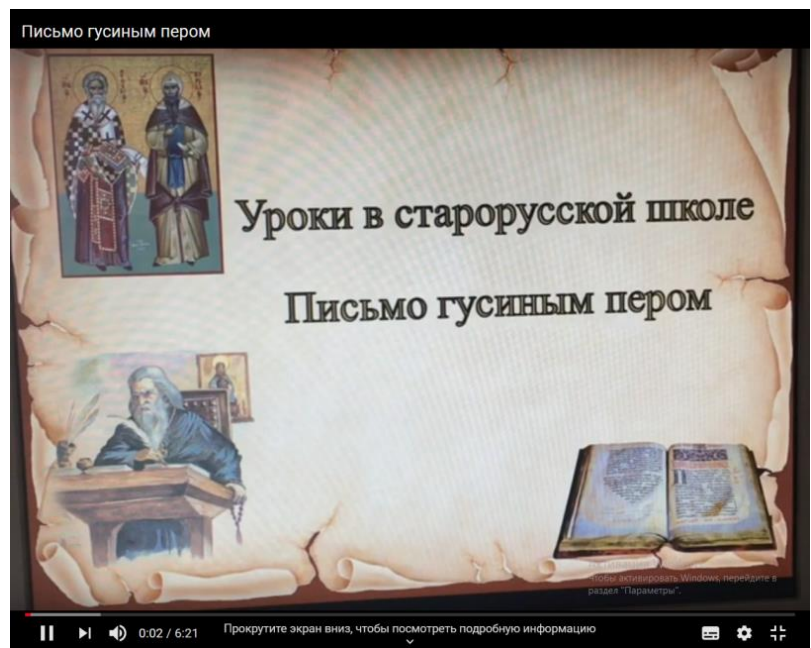 Письмо гусиным пером
Уроки в старорусской школе
Письмо гусиным пером
Чтобы активировать Windows, перейдите в
раздел "Параметры".
0:02 / 6:21
Прокрутите экран вниз, чтобы посмотреть подробную информацию